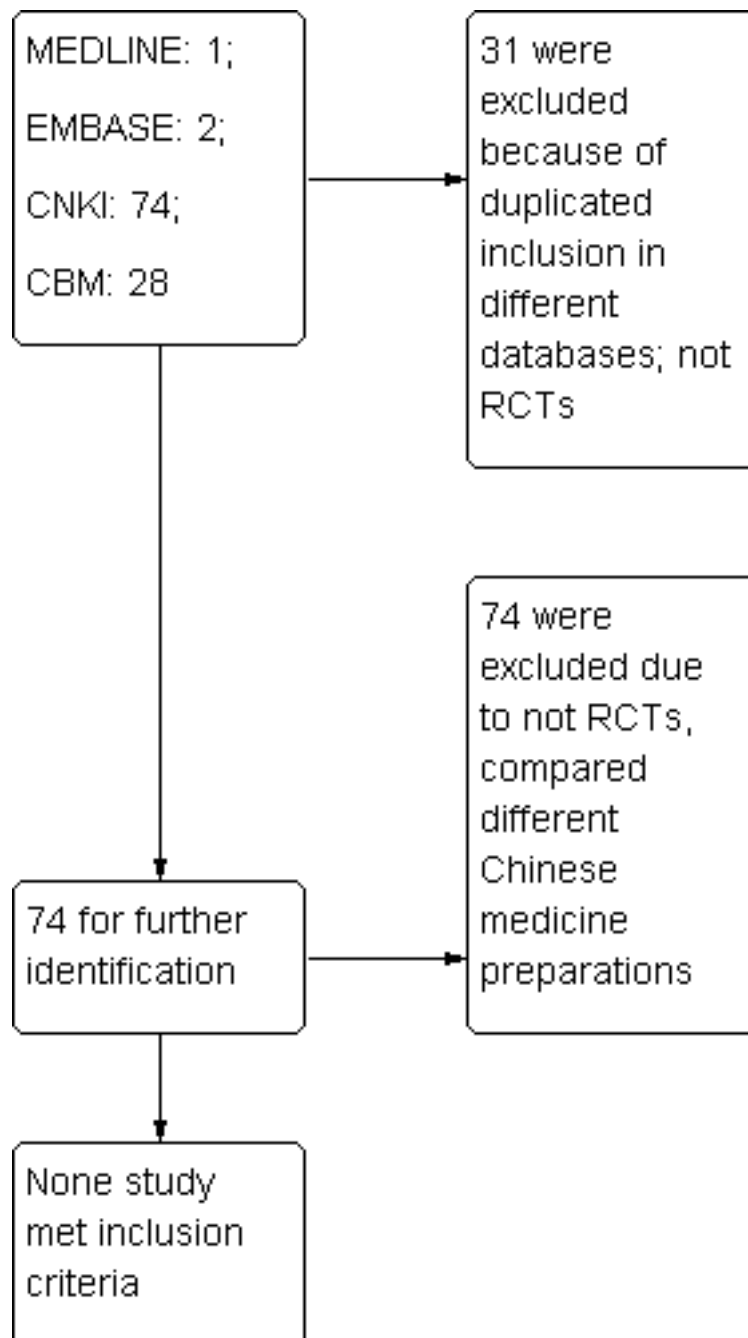 MEDLINE: 1;
EMBASE: 2;
CNKI: 74;
CBM: 28
31 were
excluded
because of
duplicated
inclusion in
different
databases; not
RCTs
74 were
excluded due
to not RCTs,
compared
different
Chinese
medicine
preparations
74 for further
identification
None study
met inclusion
criteria